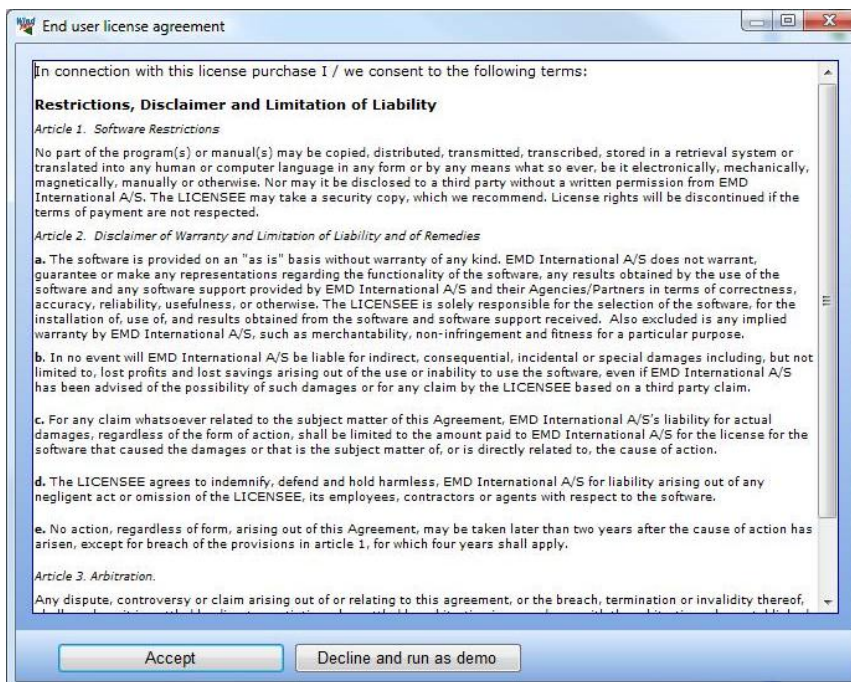 Wind
End user license agreement
In connection with this license purchase I / we consent to the following terms:
Restrictions, Disclaimer and Limitation of Liability
Article 1. Software Restrictions
No part of the program(s) or manual(s) may be copied, distributed, transmitted, transcribed, stored in a retrieval system or
translated into any human or computer language in any form or by any means what so ever, be it electronically, mechanically,
magnetically, manually or otherwise. Nor may it be disclosed to a third party without a written permission from EMD
International A/S. The LICENSEE may take a security copy, which we recommend. License rights will be discontinued if the
terms of payment are not respected.
Article 2. Disclaimer of Warranty and Limitation of Liability and of Remedies
a. The software is provided on an "as is" basis without warranty of any kind. EMD International A/S does not warrant,
guarantee or make any representations regarding the functionality of the software, any results obtained by the use of the
software and any software support provided by EMD International A/S and their Agencies/Partners in terms of correctness,
accuracy, reliability, usefulness, or otherwise. The LICENSEE is solely responsible for the selection of the software, for the
installation of, use of, and results obtained from the software and software support received. Also excluded is any implied
warranty by EMD International A/S, such as merchantability, non-infringement and fitness for a particular purpose.
b. In no event will EMD International A/S be liable for indirect, consequential, incidental or special damages including, but not
limited to, lost profits and lost savings arising out of the use or inability to use the software, even if EMD International A/S
has been advised of the possibility of such damages or for any claim by the LICENSEE based on a third party claim.
c. For any claim whatsoever related to the subject matter of this Agreement, EMD International A/S's liability for actual
damages, regardless of the form of action, shall be limited to the amount paid to EMD International A/S for the license for the
software that caused the damages or that is the subject matter of, or is directly related to, the cause of action.
d. The LICENSEE agrees to indemnify, defend and hold harmless, EMD International A/S for liability arising out of any
negligent act or omission of the LICENSEE, its employees, contractors or agents with respect to the software.
e. No action, regardless of form, arising out of this Agreement, may be taken later than two years after the cause of action has
arisen, except for breach of the provisions in article 1, for which four years shall apply.
Article 3. Arbitration.
Any dispute, controversy or claim arising out of or relating to this agreement, or the breach, termination or invalidity thereof,
Accept
Decline and run as demo